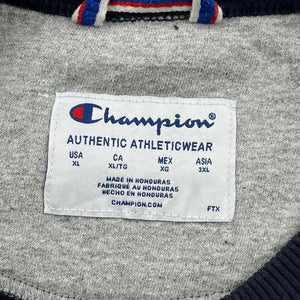 Champion
AUTHENTIC ATHLETICWEAR
USA CA MEX ASIA
XL XL/TG XG 3XL
MADE IN HONDURAS
FABRIQUÉ AU HONDURAS
HECHO EN HONDURAS
CHAMPION.COM
FTX